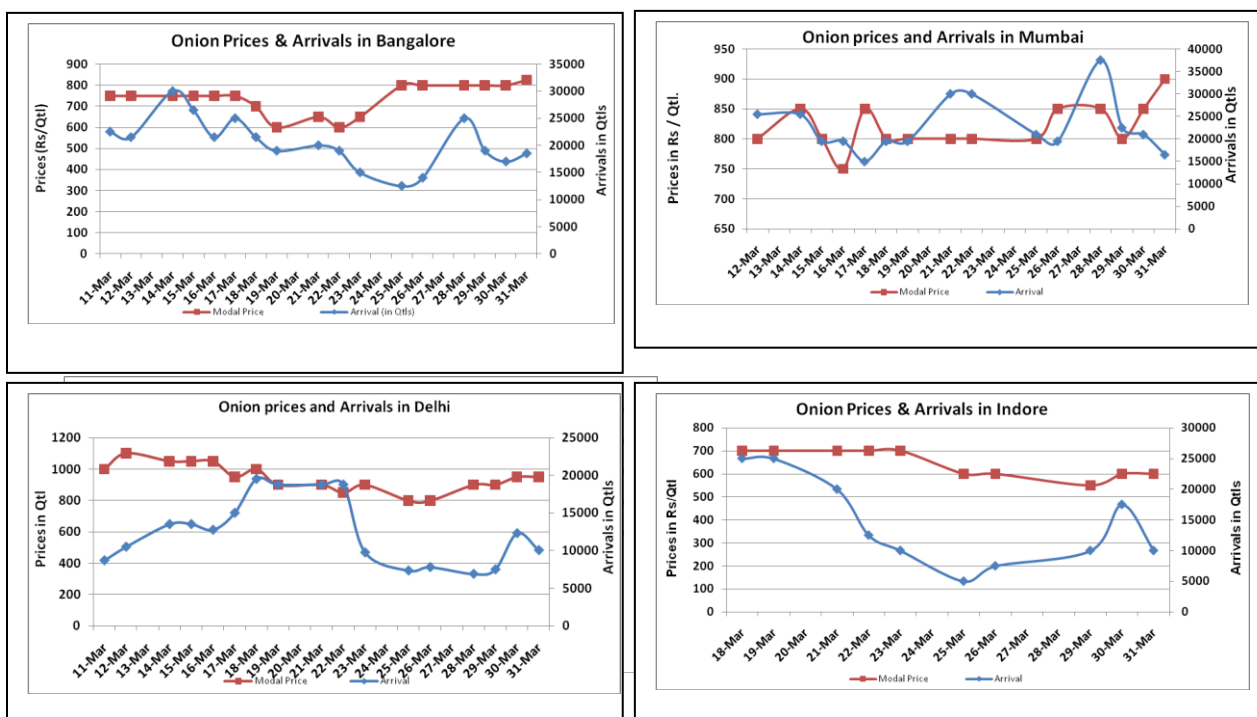 Onion Prices & Arrivals in Bangalore
Prices (Rs/Qtl)
900
800
700
600
500
400
300
200
100
0
35000
30000
25000
20000
15000
10000
5000
0
Arrivals in Qtls
11-Mar
12-Mar
13-Mar
14-Mar
15-Mar
16-Mar
17-Mar
18-Mar
19-Mar
20-Mar
21-Mar
22-Mar
23-Mar
24-Mar
25-Mar
26-Mar
27-Mar
28-Mar
29-Mar
30-Mar
31-Mar
Modal Price
Arrival (in Qtls)
Onion prices and Arrivals in Mumbai
Prices in Rs / Qtl.
950
900
850
800
750
700
650
40000
35000
30000
25000
20000
15000
10000
5000
0
Arrivals in Qtls
12-Mar
13-Mar
14-Mar
15-Mar
16-Mar
17-Mar
18-Mar
19-Mar
20-Mar
21-Mar
22-Mar
23-Mar
24-Mar
25-Mar
26-Mar
27-Mar
28-Mar
29-Mar
30-Mar
31-Mar
Modal Price
Arrival
Onion prices and Arrivals in Delhi
Prices in Qtl
1200
1000
800
600
400
200
0
25000
20000
15000
10000
5000
0
Arrivals in Qtls
11-Mar
12-Mar
13-Mar
14-Mar
15-Mar
16-Mar
17-Mar
18-Mar
19-Mar
20-Mar
21-Mar
22-Mar
23-Mar
24-Mar
25-Mar
26-Mar
27-Mar
28-Mar
29-Mar
30-Mar
31-Mar
Modal Price
Arrival
Onion Prices & Arrivals in Indore
Prices in Rs/Qtl
800
700
600
500
400
300
200
100
0
30000
25000
20000
15000
10000
5000
0
Arrivals in Qtls
18-Mar
19-Mar
20-Mar
21-Mar
22-Mar
23-Mar
24-Mar
25-Mar
26-Mar
27-Mar
28-Mar
29-Mar
30-Mar
31-Mar
Modal Price
Arrival